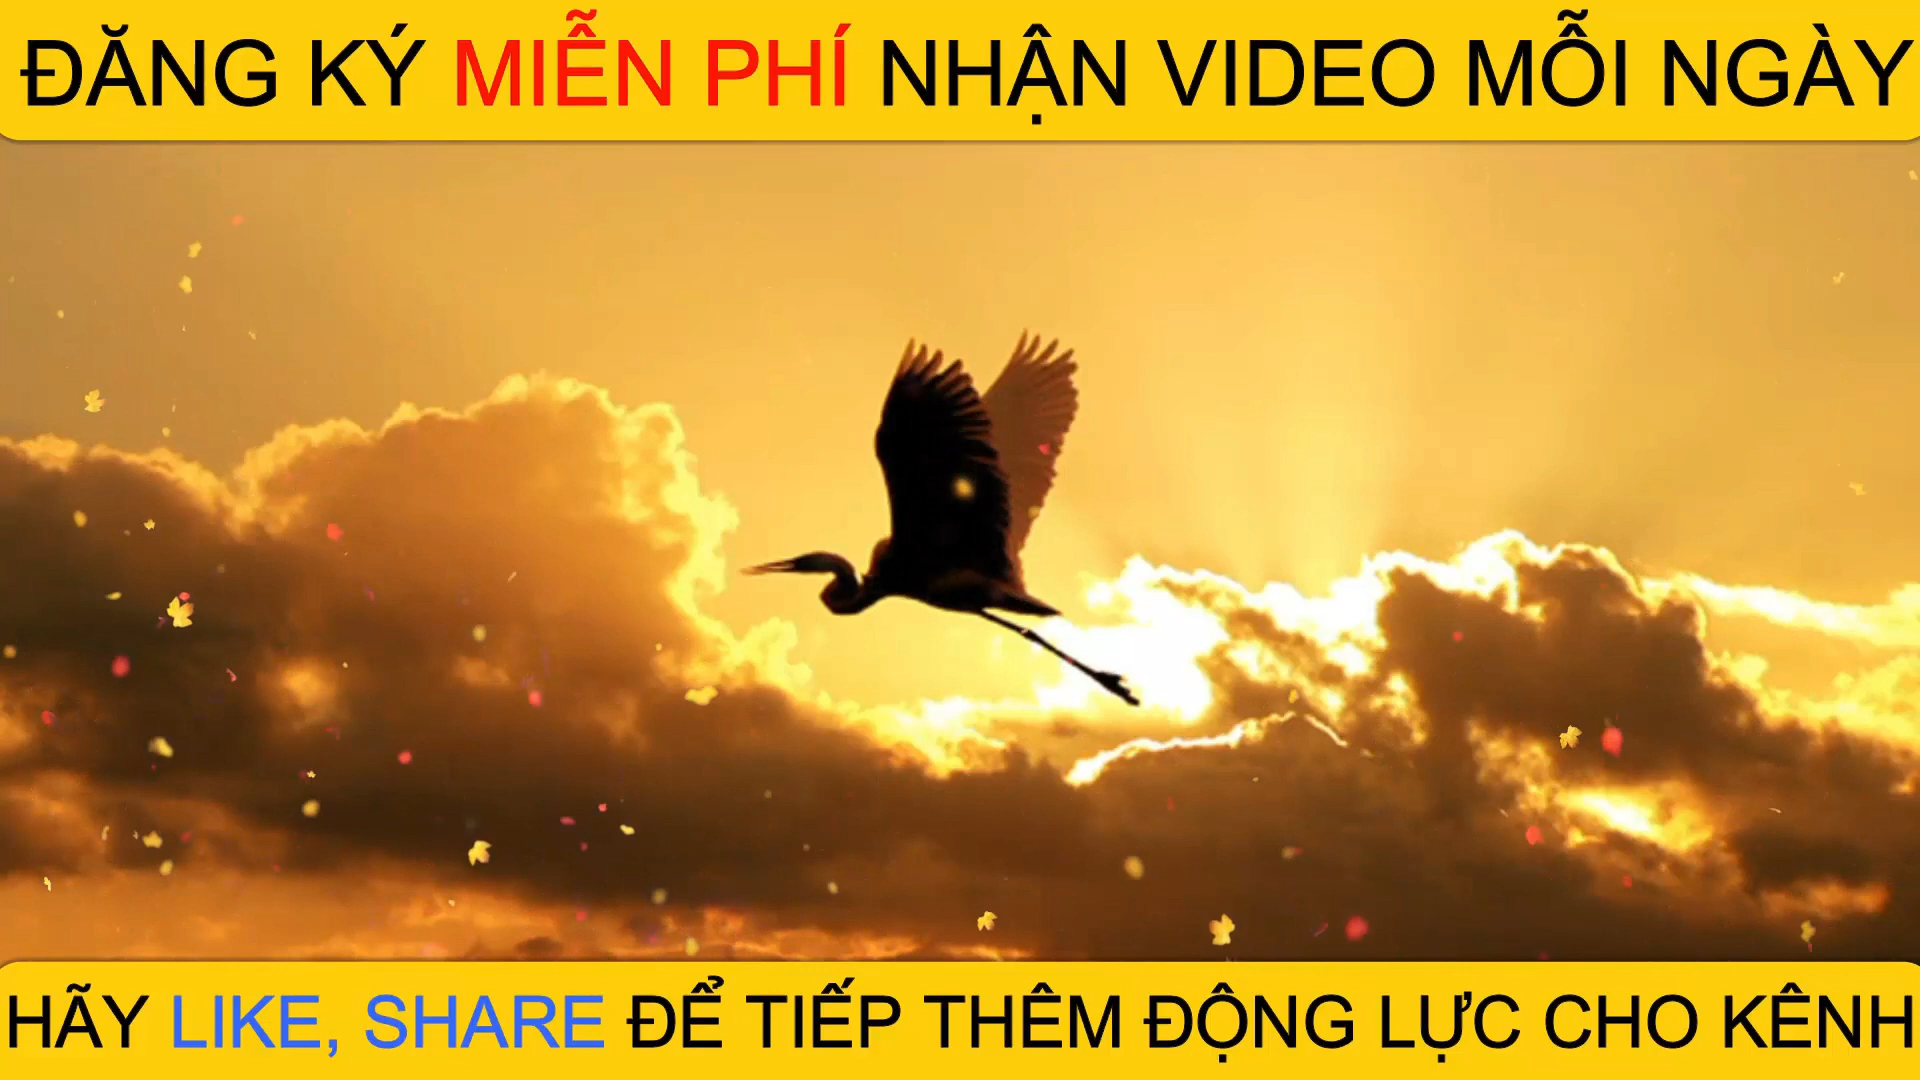 ĐĂNG KÝ MIỄN PHÍ NHẬN VIDEO MỖI NGÀY
HÃY LIKE, SHARE ĐỂ TIẾP THÊM ĐỘNG LỰC CHO KÊNH